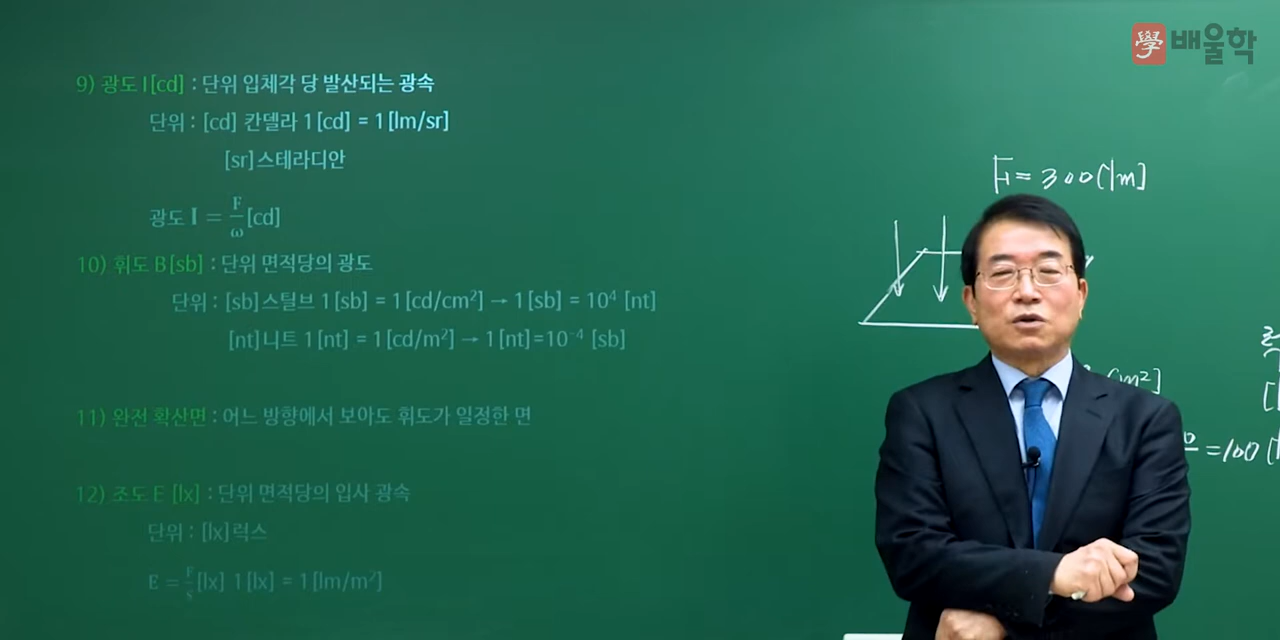 學 배울학
9) 광도 I[cd] : 단위 입체각 당 발산되는 광속
단위 : [cd] 칸델라 1[cd] = 1[lm/sr]
[sr]스테라디안
광도 I = F/ω [cd]
10) 휘도 B[sb] : 단위 면적당의 광도
단위 : [sb]스틸브 1[sb] = 1[cd/cm²] → 1[sb] = 10⁴ [nt]
[nt]니트 1[nt] = 1[cd/m²] → 1[nt]=10⁻⁴ [sb]
11) 완전 확산면 : 어느 방향에서 보아도 휘도가 일정한 면
12) 조도 E [lx] : 단위 면적당의 입사 광속
단위 : [lx]럭스
E = F/s [lx] 1[lx] = 1[lm/m²]
F = 300[lm]
[m²]
= 100 [